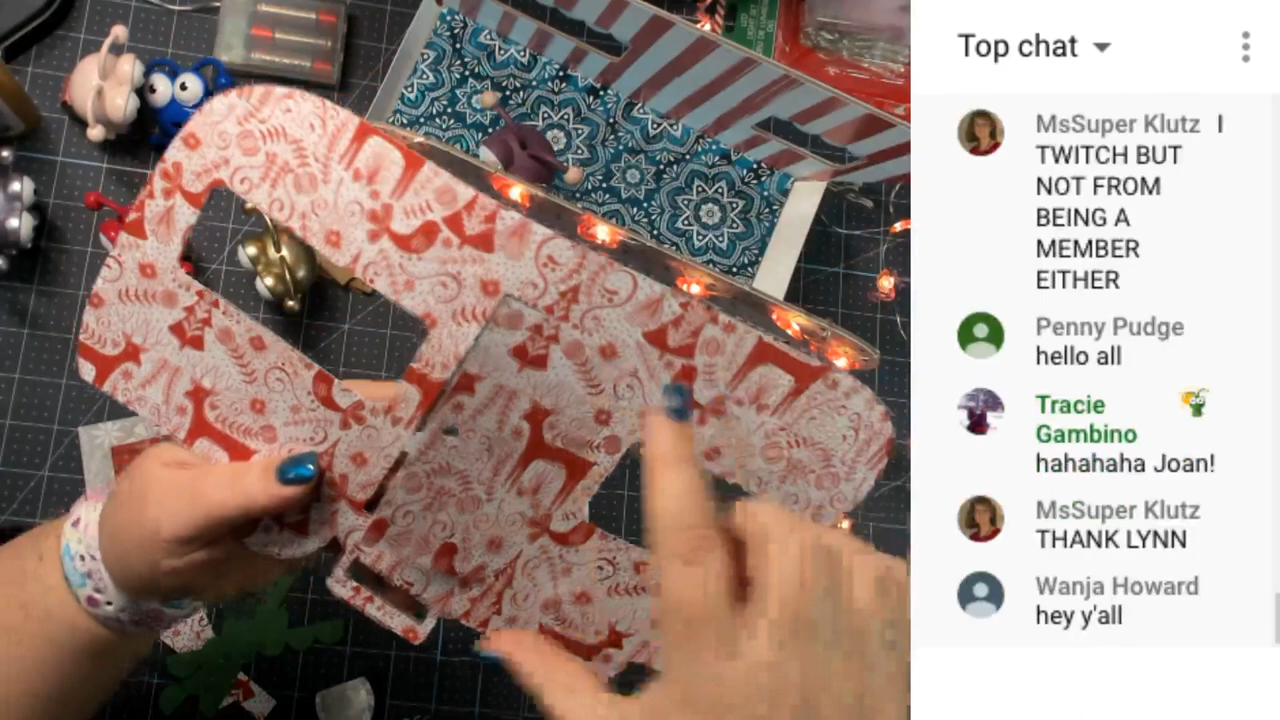 Top chat
MsSuper Klutz I
TWITCH BUT
NOT FROM
BEING A
MEMBER
EITHER
Penny Pudge
hello all
Tracie
Gambino
hahahaha Joan!
MsSuper Klutz
THANK LYNN
Wanja Howard
hey y'all